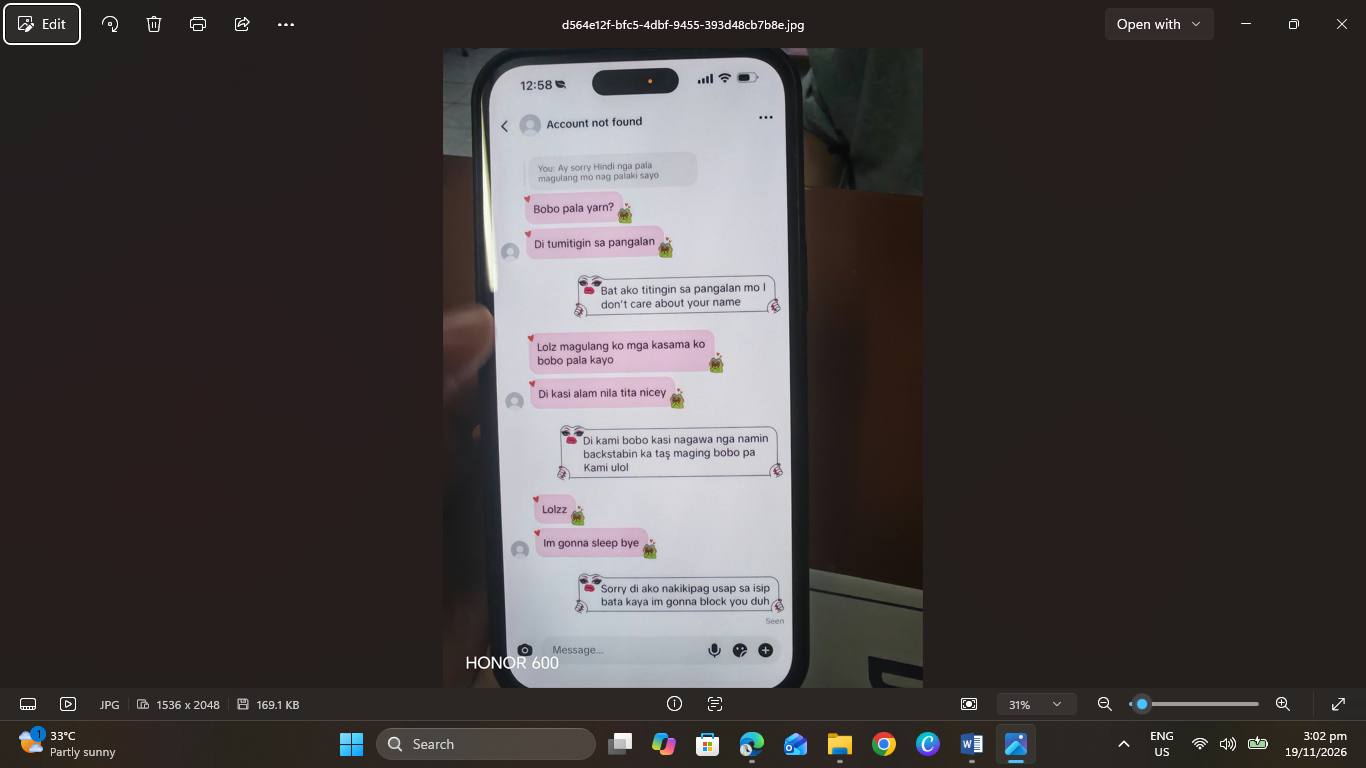 Edit
d564e12f-bfc5-4dbf-9455-393d48cb7b8e.jpg
Open with
12:58
Account not found
You: Ay sorry Hindi nga pala
magulang mo nag palaki sayo
Bobo pala yarn?
Di tumitigin sa pangalan
Bat ako titingin sa pangalan mo I
don't care about your name
Lolz magulang ko mga kasama ko
bobo pala kayo
Di kasi alam nila tita nicey
Di kami bobo kasi nagawa nga namin
backstabin ka taş maging bobo pa
Kami ulol
Lolzz
Im gonna sleep bye
Sorry di ako nakikipag usap sa isip
bata kaya im gonna block you duh
Seen
Message...
HONOR 600
JPG
1536 x 2048
169.1 KB
31%
1
33°C
Partly sunny
Search
ENG
US
3:02 pm
19/11/2026